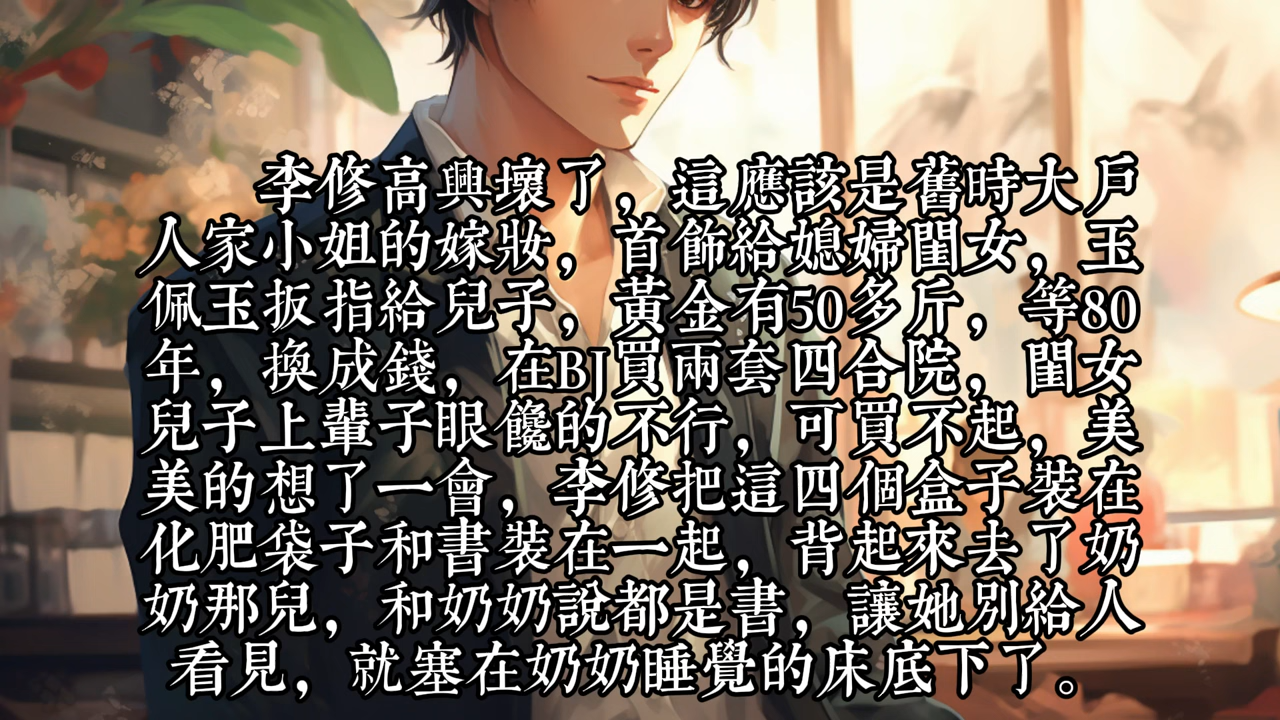 李修高興壞了，這應該是舊時大戶
人家小姐的嫁妝，首飾給媳婦閨女，玉
佩玉扳指給兒子，黃金有50多斤，等80
年，換成錢，在BJ買兩套四合院，閨女
兒子上輩子眼饞的不行，可買不起，美
美的想了一會，李修把這四個盒子裝在
化肥袋子和書裝在一起，背起來去了奶
奶那兒，和奶奶說都是書，讓她別給人
看見，就塞在奶奶睡覺的床底下了。